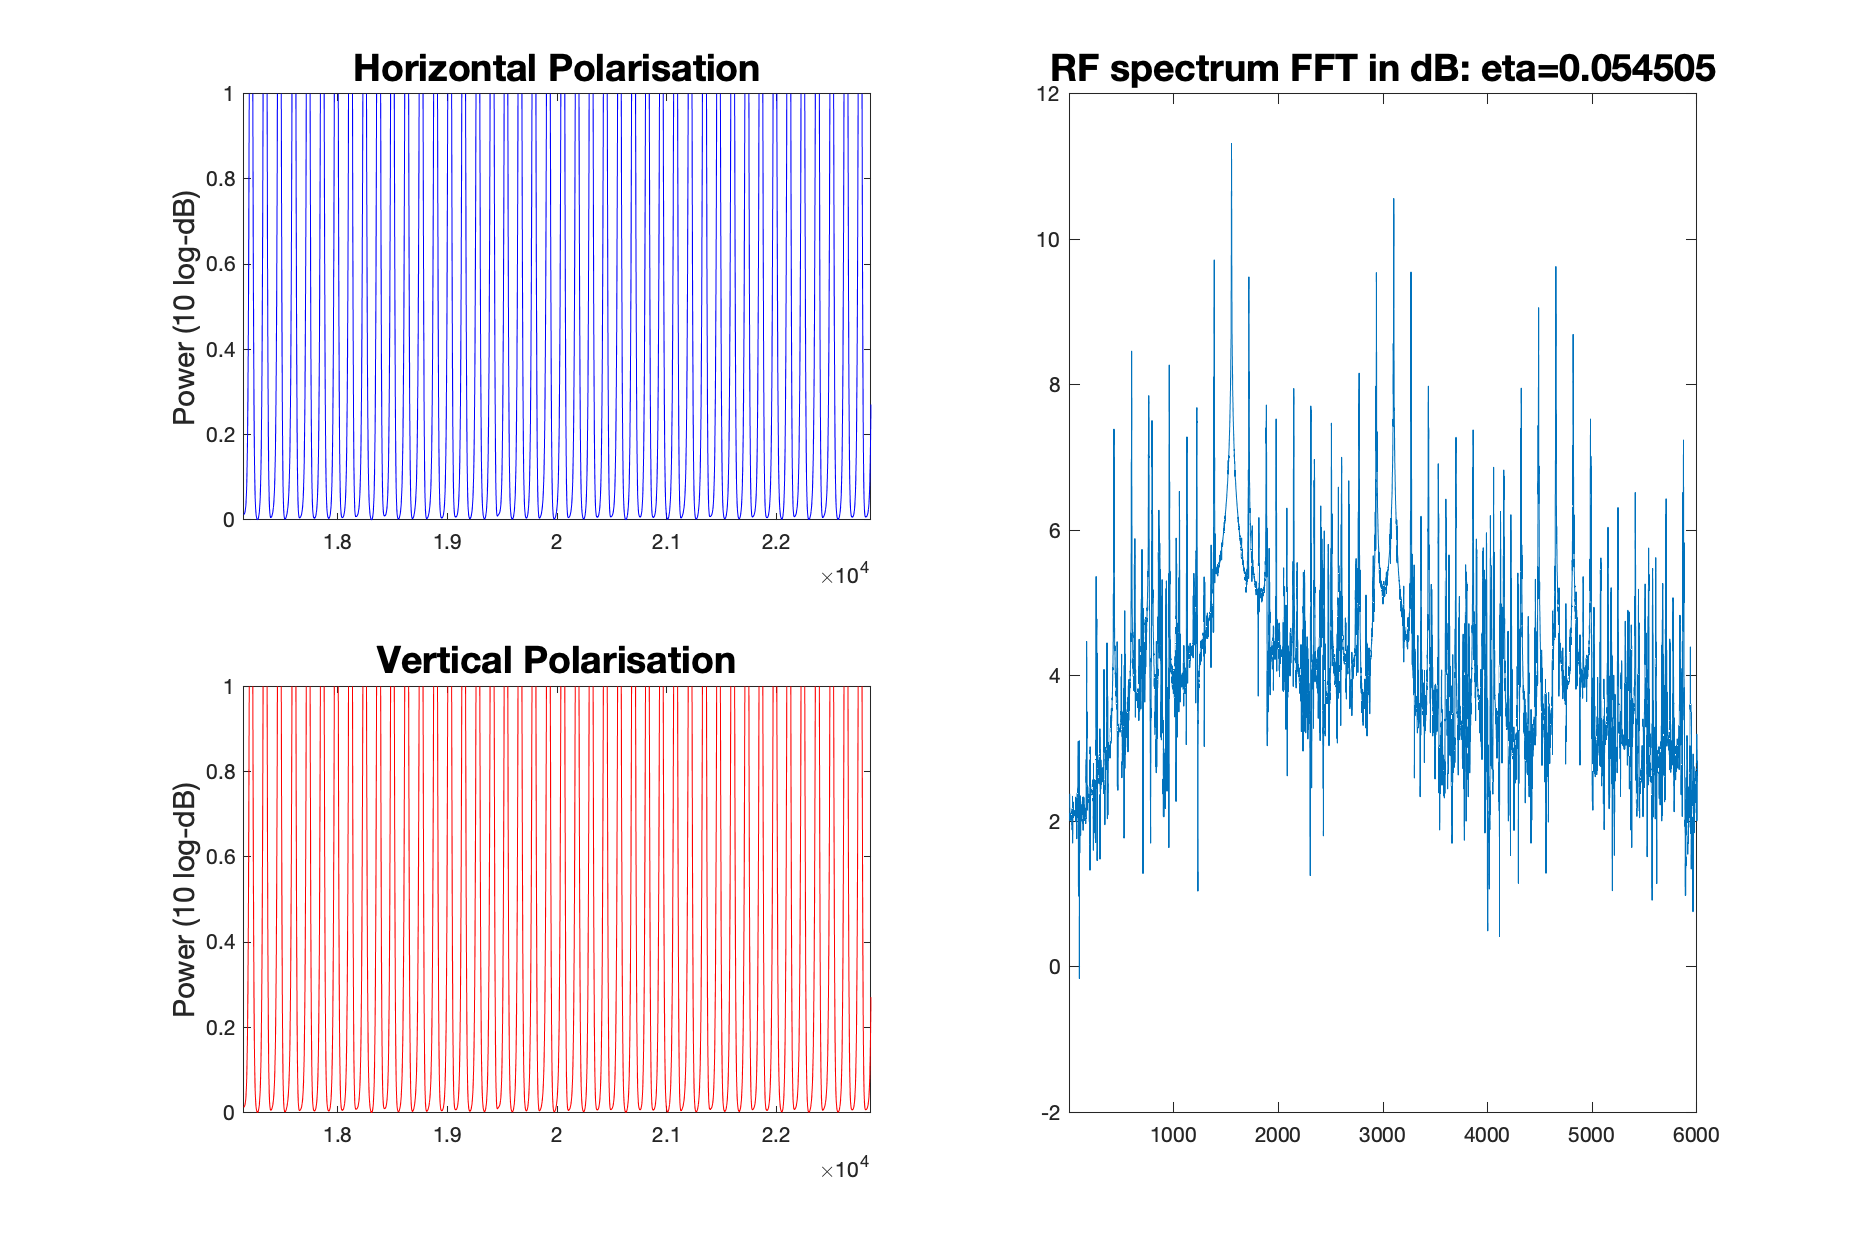 Horizontal Polarisation
Power (10 log-dB)
1
0.8
0.6
0.4
0.2
0
1.8 1.9 2 2.1 2.2
×10^4
Vertical Polarisation
Power (10 log-dB)
1
0.8
0.6
0.4
0.2
0
1.8 1.9 2 2.1 2.2
×10^4
RF spectrum FFT in dB: eta=0.054505
12
10
8
6
4
2
0
-2
1000 2000 3000 4000 5000 6000